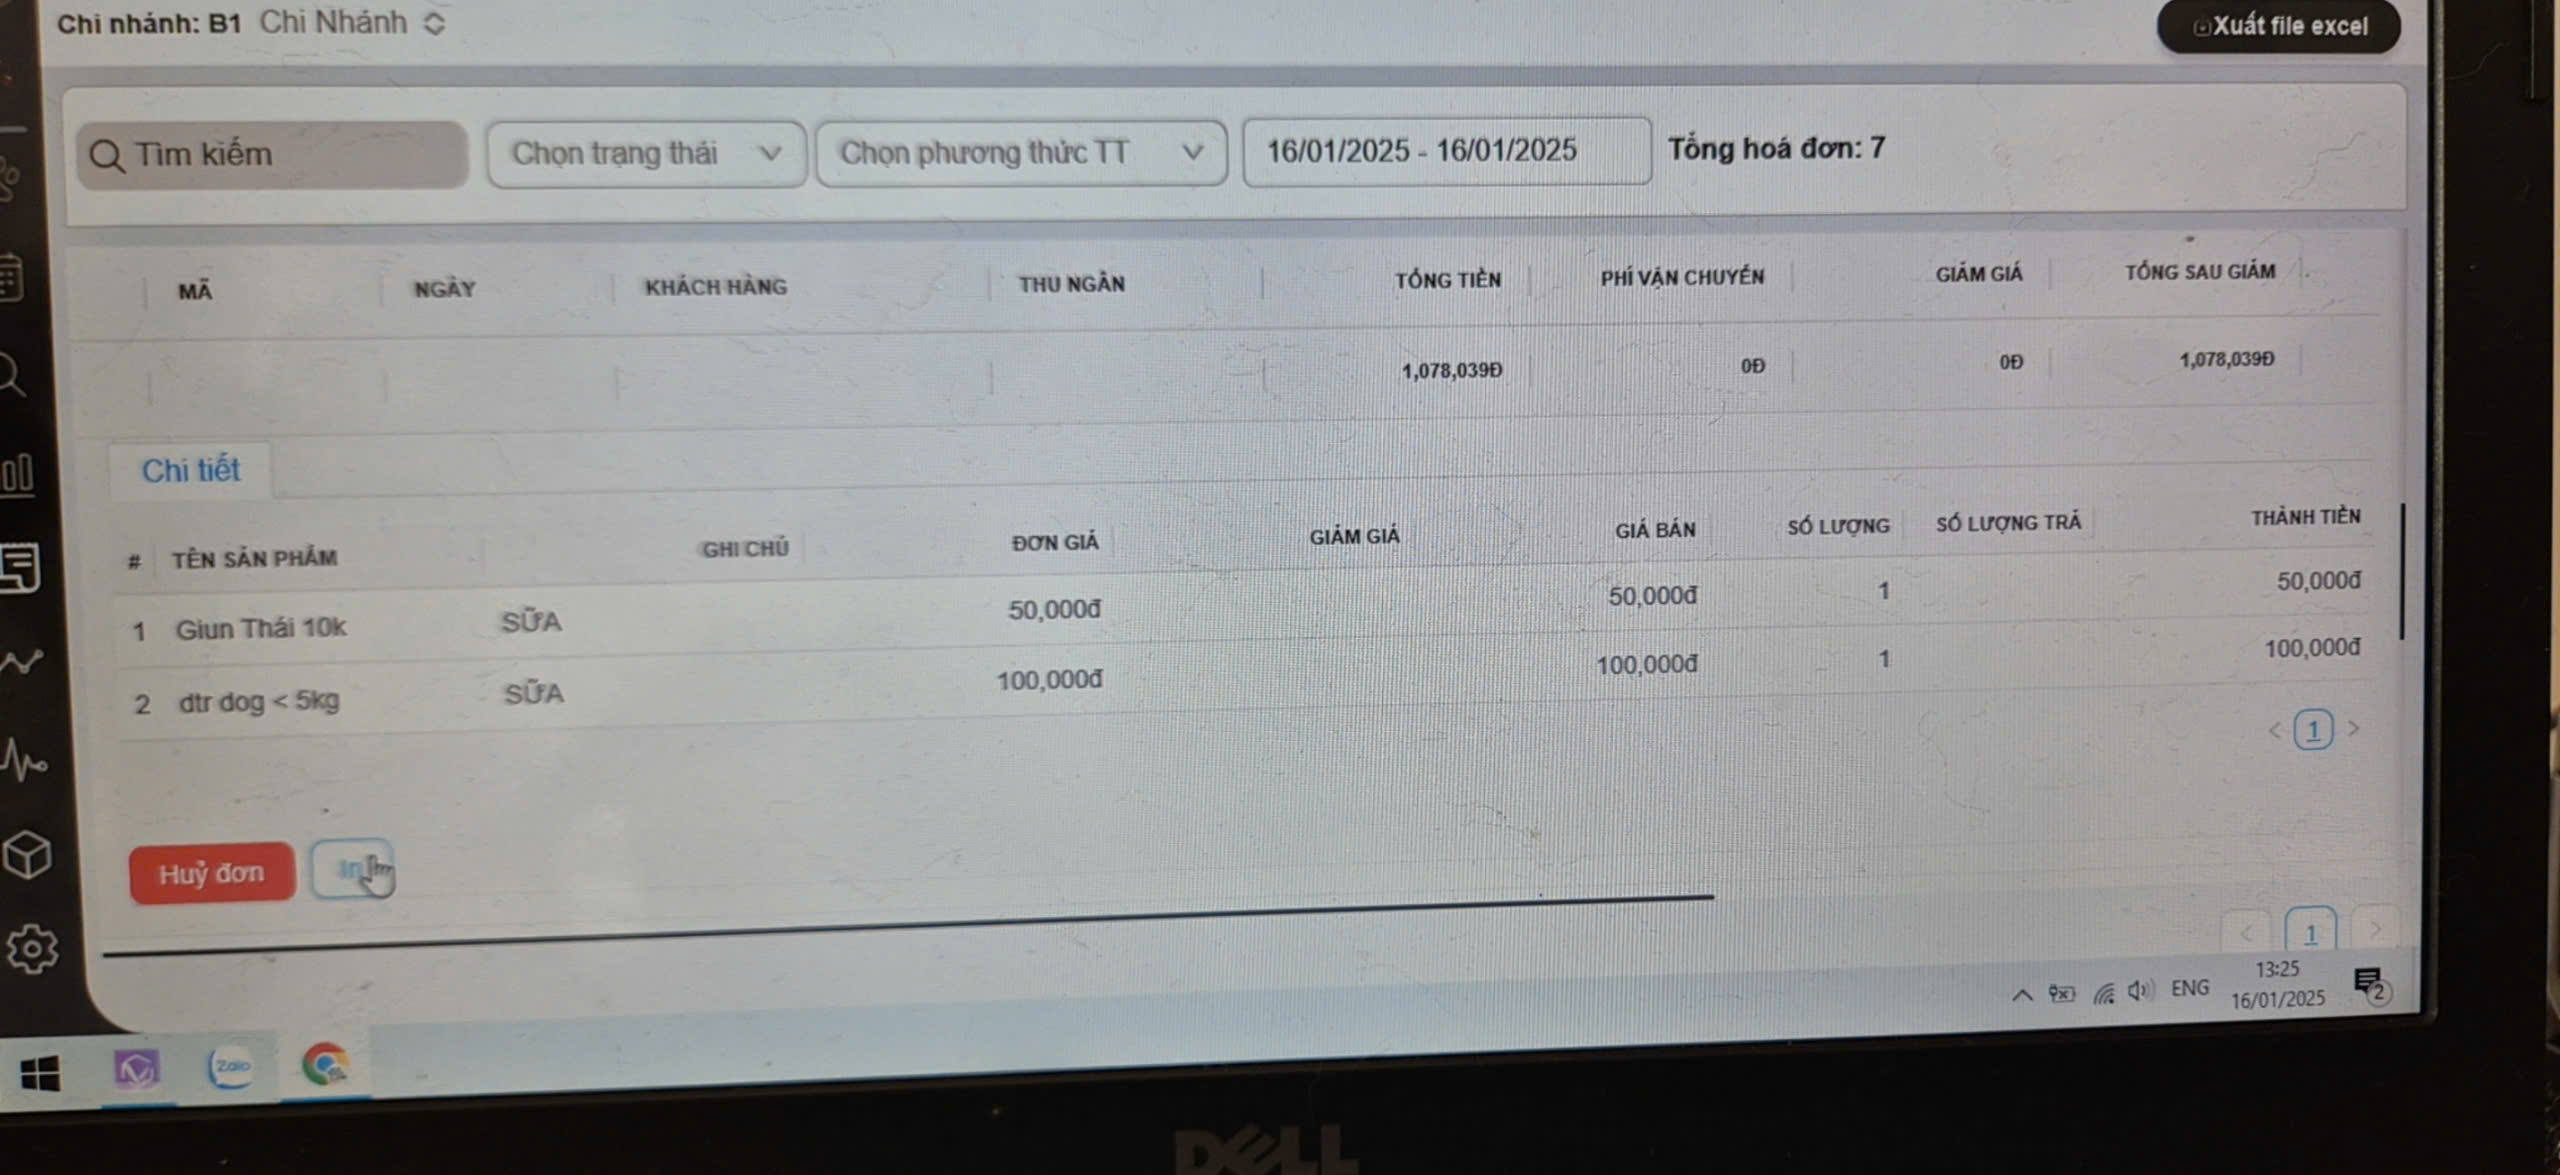 Chi nhánh: B1 Chi Nhánh
Xuất file excel
Tìm kiếm
Chọn trạng thái
Chọn phương thức TT
16/01/2025 - 16/01/2025
Tổng hoá đơn: 7
MÃ NGÀY KHÁCH HÀNG THU NGÂN TỔNG TIỀN PHÍ VẬN CHUYỂN GIẢM GIÁ TỔNG SAU GIẢM
1,078,039Đ 0Đ 0Đ 1,078,039Đ
Chi tiết
# TÊN SẢN PHẨM GHI CHÚ ĐƠN GIÁ GIẢM GIÁ GIÁ BÁN SỐ LƯỢNG SỐ LƯỢNG TRẢ THÀNH TIỀN
1 Giun Thái 10k SỮA 50,000đ 50,000đ 1 50,000đ
2 dtr dog < 5kg SỮA 100,000đ 100,000đ 1 100,000đ
< 1 >
Huỷ đơn In
< 1 >
ENG 13:25
16/01/2025 2
Zalo
DELL